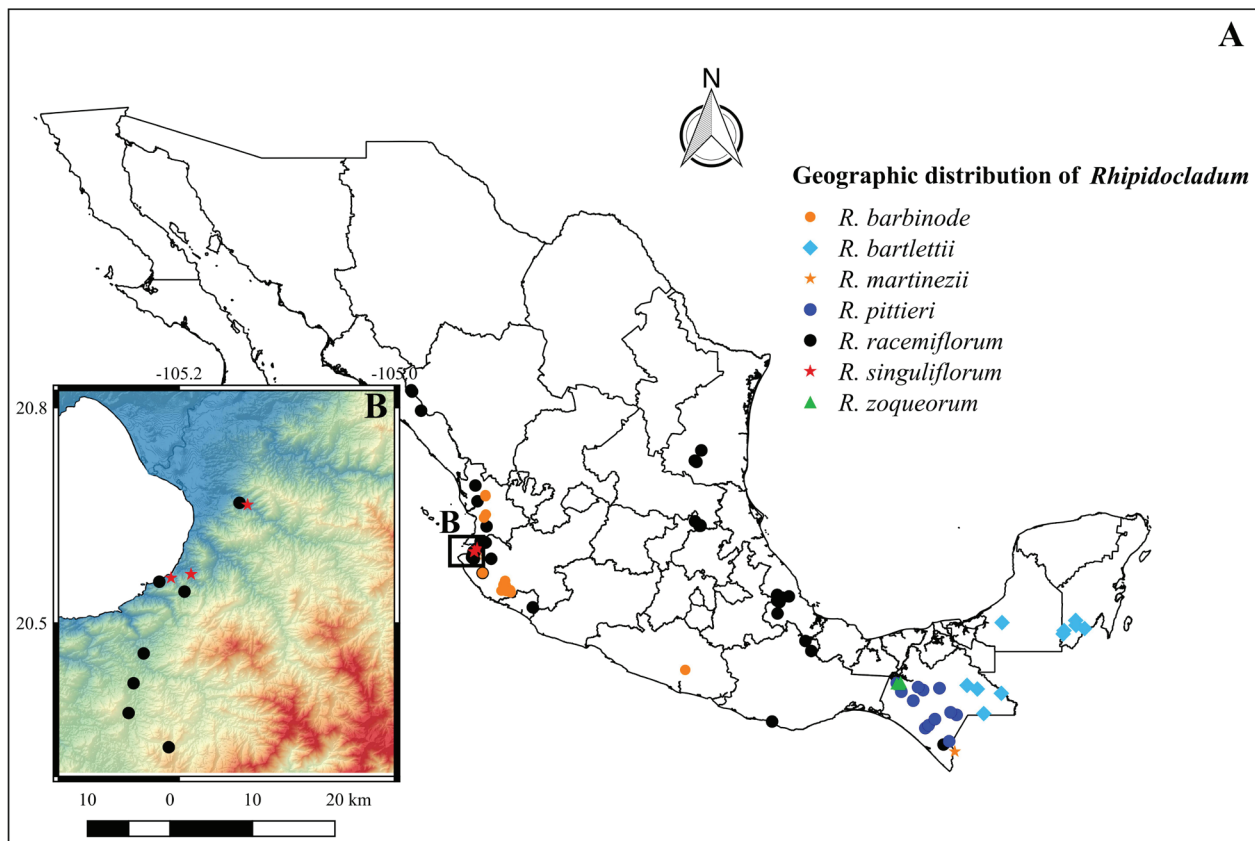 A
N
Geographic distribution of Rhipidocladum
R. barbinode
R. bartlettii
R. martinezii
R. pittieri
R. racemiflorum
R. singuliflorum
R. zoqueorum
B
-105.2 -105.0
20.8
20.5
B
10 0 10 20 km